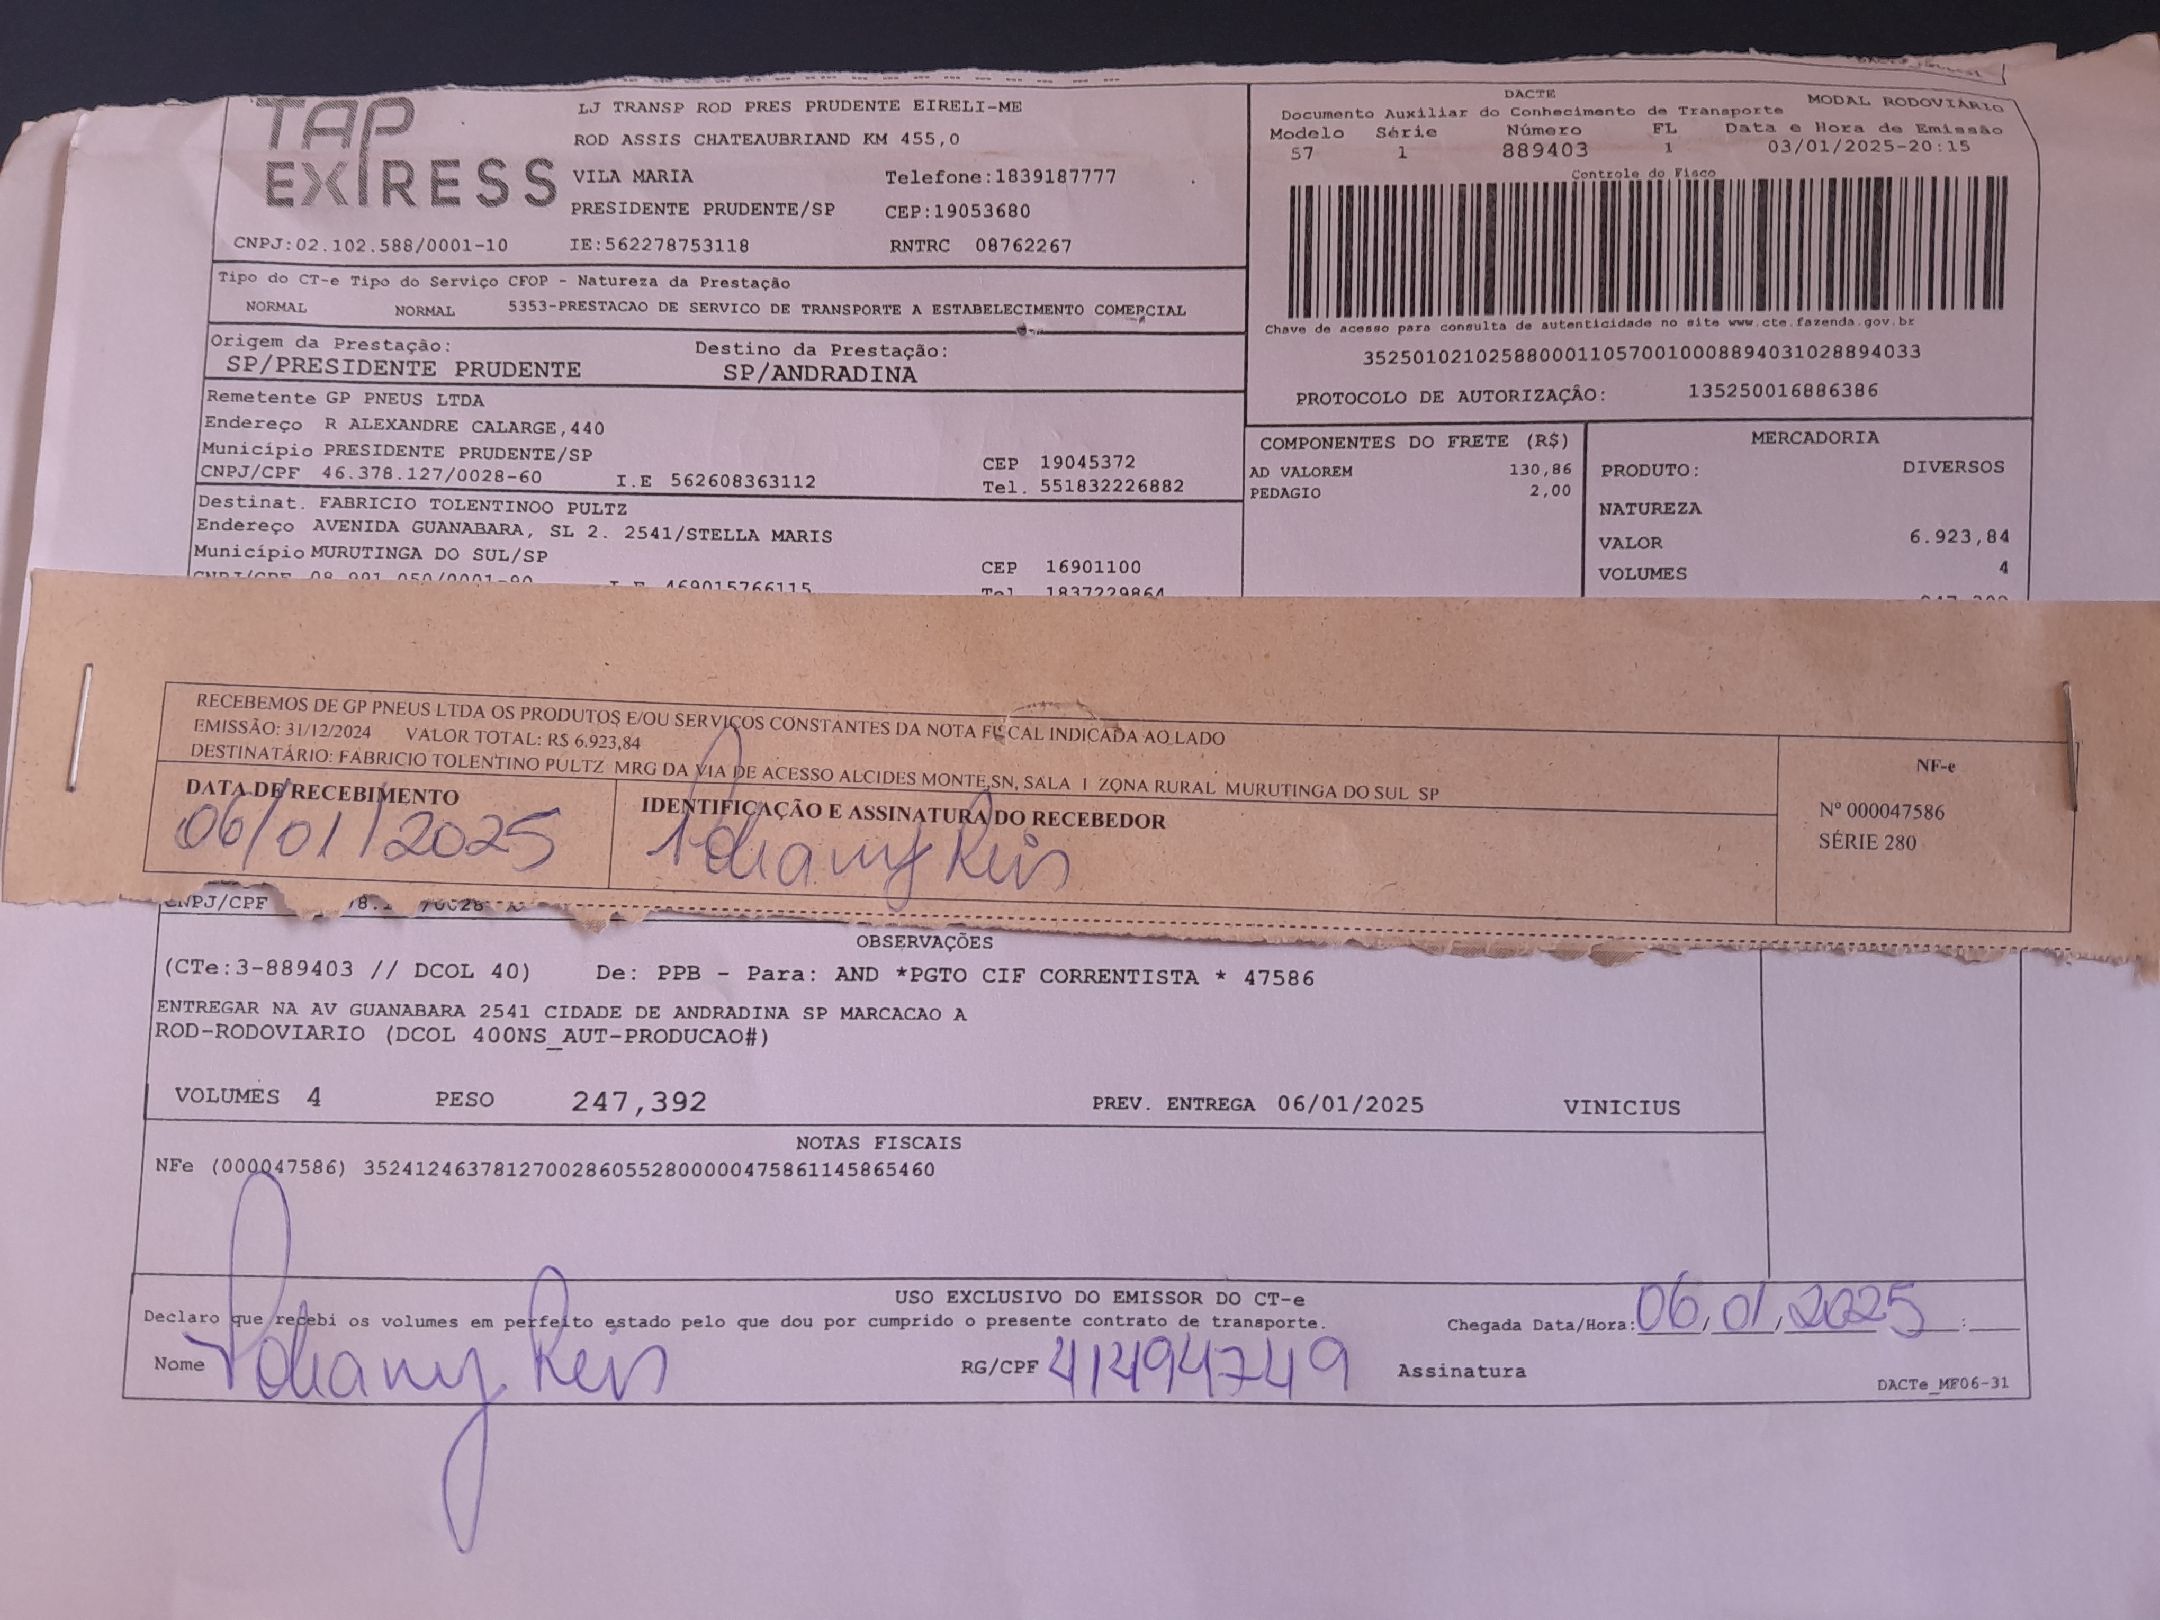 TAP
EXPRESS
LJ TRANSP ROD PRES PRUDENTE EIRELI-ME
ROD ASSIS CHATEAUBRIAND KM 455,0
VILA MARIA Telefone:1839187777
PRESIDENTE PRUDENTE/SP CEP:19053680
CNPJ:02.102.588/0001-10 IE:562278753118 RNTRC 08762267
DACTE
Documento Auxiliar do Conhecimento de Transporte MODAL RODOVIÁRIO
Modelo Série Número FL Data e Hora de Emissão
57 1 889403 1 03/01/2025-20:15
Controle do Fisco
Chave de acesso para consulta de autenticidade no site www.cte.fazenda.gov.br
35250102102588000110570010008894031028894033
PROTOCOLO DE AUTORIZAÇÃO: 135250016886386
Tipo do CT-e Tipo do Serviço CFOP - Natureza da Prestação
NORMAL NORMAL 5353-PRESTACAO DE SERVICO DE TRANSPORTE A ESTABELECIMENTO COMERCIAL
Origem da Prestação: Destino da Prestação:
SP/PRESIDENTE PRUDENTE SP/ANDRADINA
Remetente GP PNEUS LTDA
Endereço R ALEXANDRE CALARGE,440
Município PRESIDENTE PRUDENTE/SP CEP 19045372
CNPJ/CPF 46.378.127/0028-60 I.E 562608363112 Tel. 551832226882
Destinat. FABRICIO TOLENTINOO PULTZ
Endereço AVENIDA GUANABARA, SL 2. 2541/STELLA MARIS
Município MURUTINGA DO SUL/SP CEP 16901100
CNPJ/CPF 08.991.050/0001-90 I.E 469015766115 Tel 1837229864
COMPONENTES DO FRETE (R$)
AD VALOREM 130,86
PEDAGIO 2,00
MERCADORIA
PRODUTO: DIVERSOS
NATUREZA
VALOR 6.923,84
VOLUMES 4
RECEBEMOS DE GP PNEUS LTDA OS PRODUTOS E/OU SERVIÇOS CONSTANTES DA NOTA FISCAL INDICADA AO LADO
EMISSÃO: 31/12/2024 VALOR TOTAL: R$ 6.923,84
DESTINATÁRIO: FABRICIO TOLENTINO PULTZ MRG DA VIA DE ACESSO ALCIDES MONTE,SN, SALA 1 ZONA RURAL MURUTINGA DO SUL SP
DATA DE RECEBIMENTO IDENTIFICAÇÃO E ASSINATURA DO RECEBEDOR
06/01/2025 Reis
NF-e
Nº 000047586
SÉRIE 280
CNPJ/CPF
OBSERVAÇÕES
(CTe:3-889403 // DCOL 40) De: PPB - Para: AND *PGTO CIF CORRENTISTA * 47586
ENTREGAR NA AV GUANABARA 2541 CIDADE DE ANDRADINA SP MARCACAO A
ROD-RODOVIARIO (DCOL 400NS_AUT-PRODUCAO#)
VOLUMES 4 PESO 247,392 PREV. ENTREGA 06/01/2025 VINICIUS
NOTAS FISCAIS
NFe (000047586) 35241246378127002860552800000475861145865460
USO EXCLUSIVO DO EMISSOR DO CT-e
Declaro que recebi os volumes em perfeito estado pelo que dou por cumprido o presente contrato de transporte. Chegada Data/Hora: 06/01/2025 __:__
Nome Reis RG/CPF 41494749 Assinatura
DACTe_MF06-31